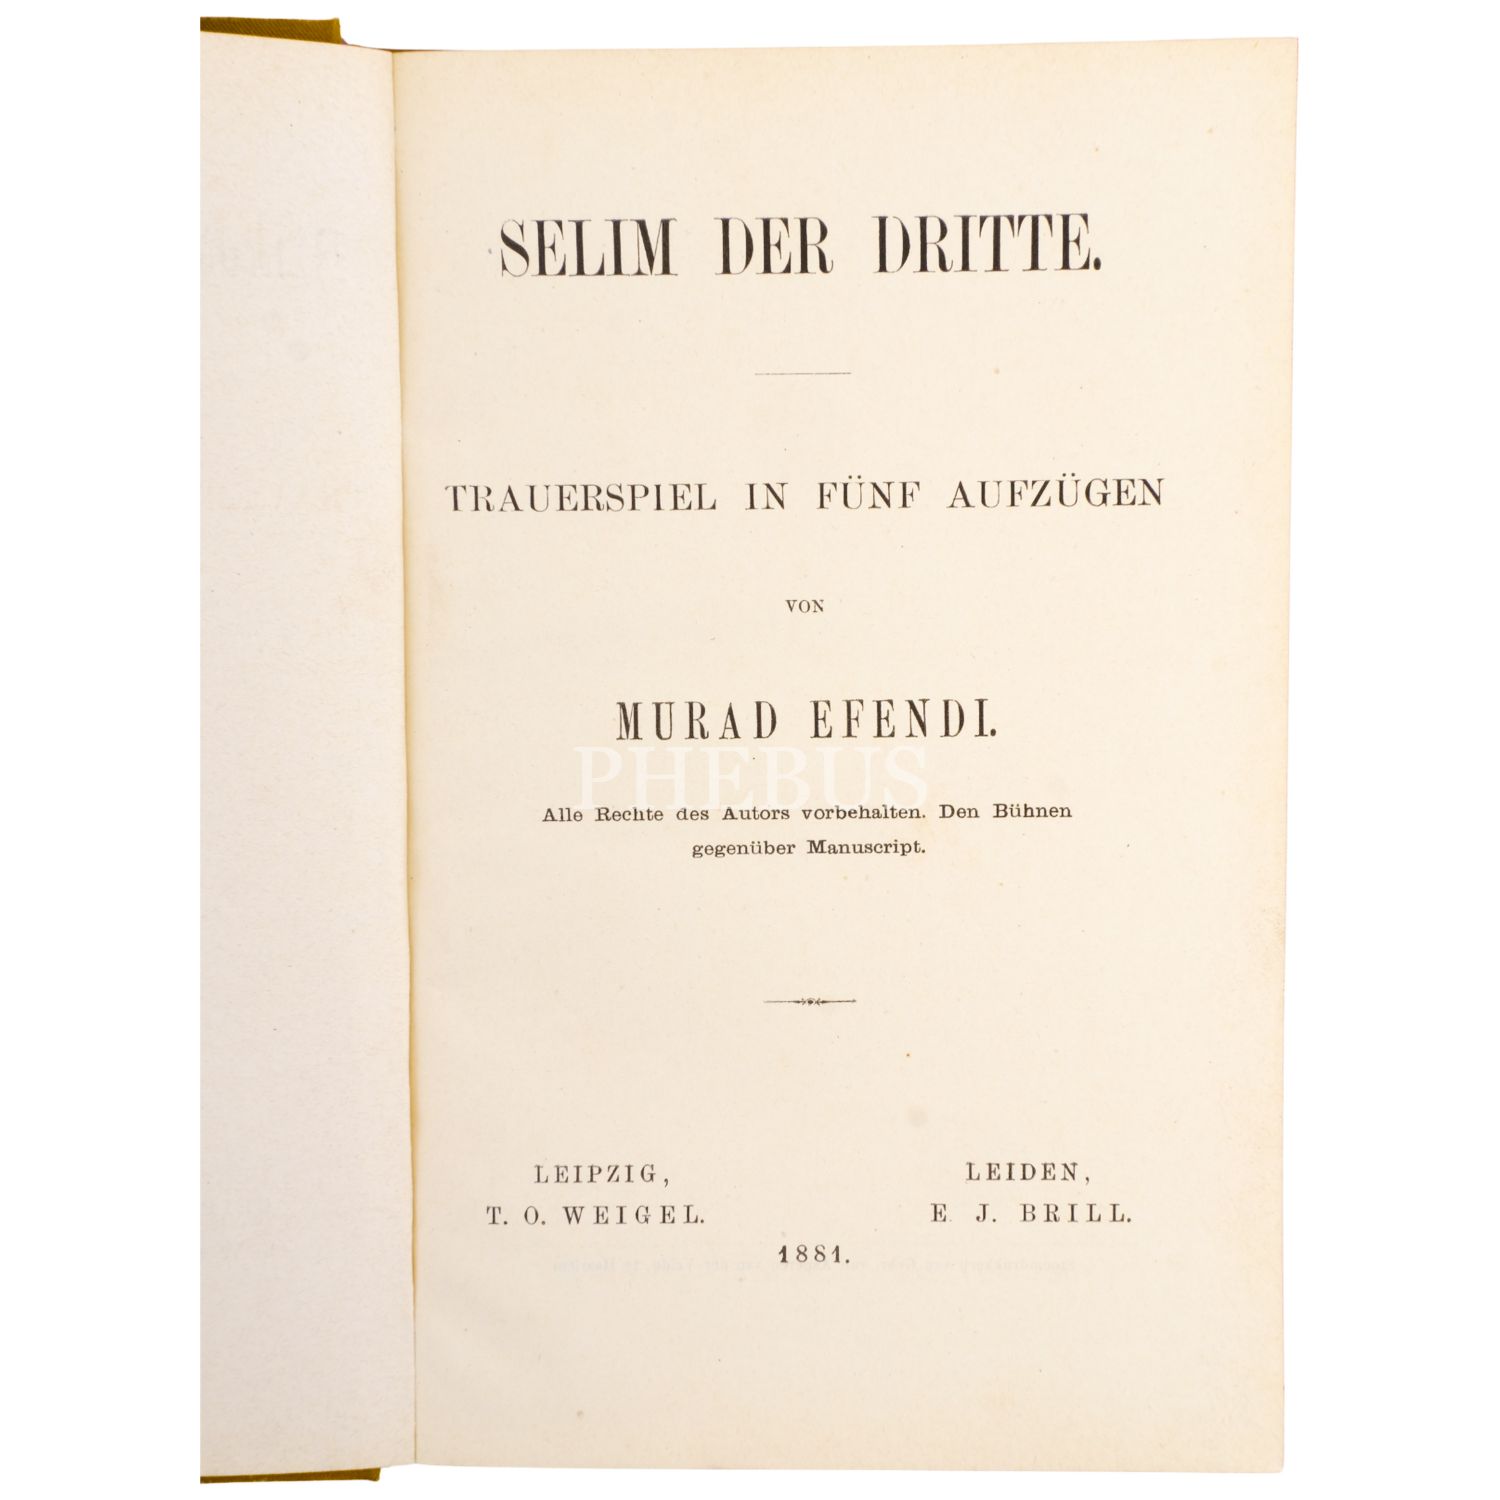 SELIM DER DRITTE.
TRAUERSPIEL IN FÜNF AUFZÜGEN
VON
MURAD EFENDI.
PHEBUS
Alle Rechte des Autors vorbehalten. Den Bühnen
gegenüber Manuscript.
LEIPZIG,
T. O. WEIGEL.
LEIDEN,
E. J. BRILL.
1881.